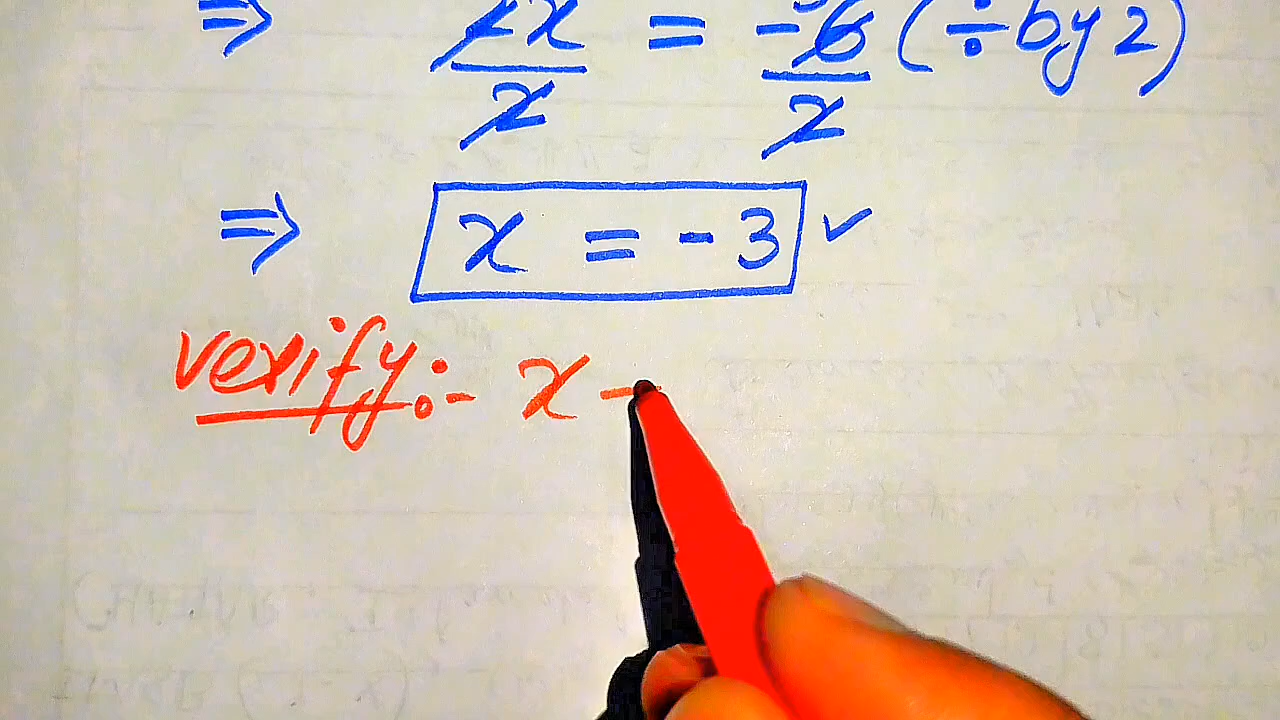 ⇒ 2x/2 = -6/2 (÷ by 2)
⇒ x = -3 ✓
verify:- x -